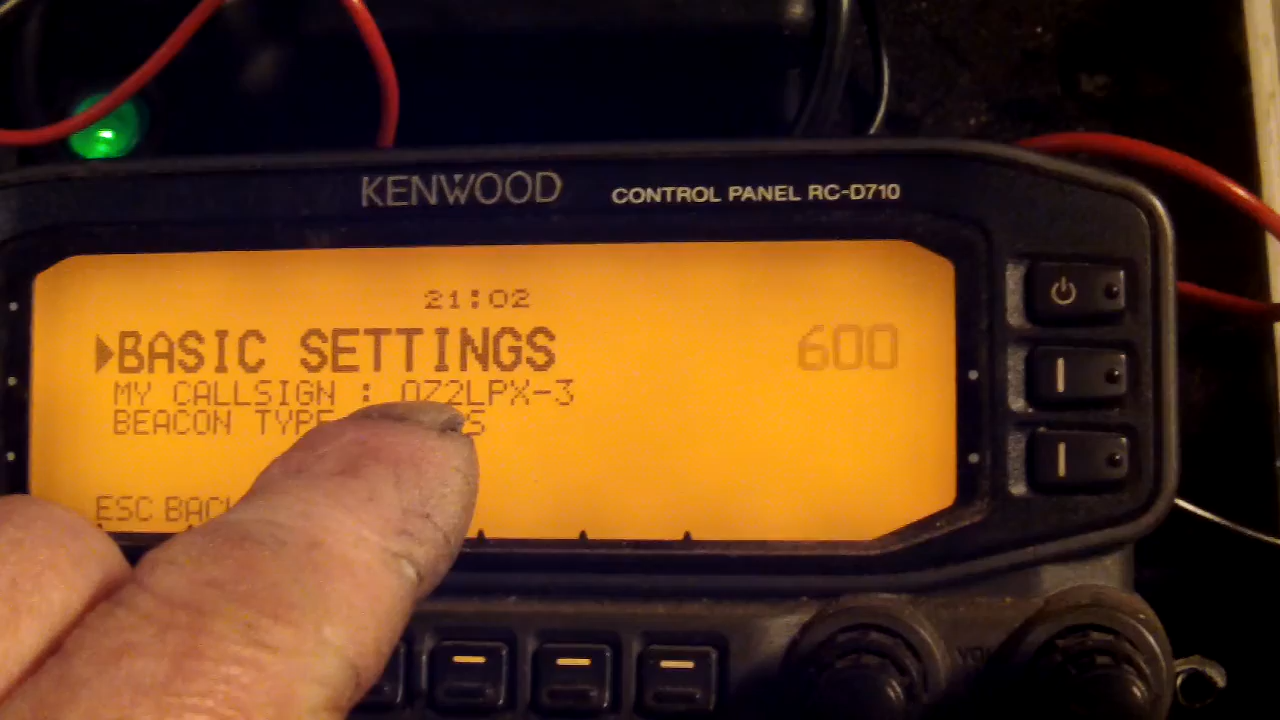 KENWOOD CONTROL PANEL RC-D710
21:02
▶BASIC SETTINGS 600
MY CALLSIGN : OZ2LPX-3
BEACON TYPE
ESC BACK